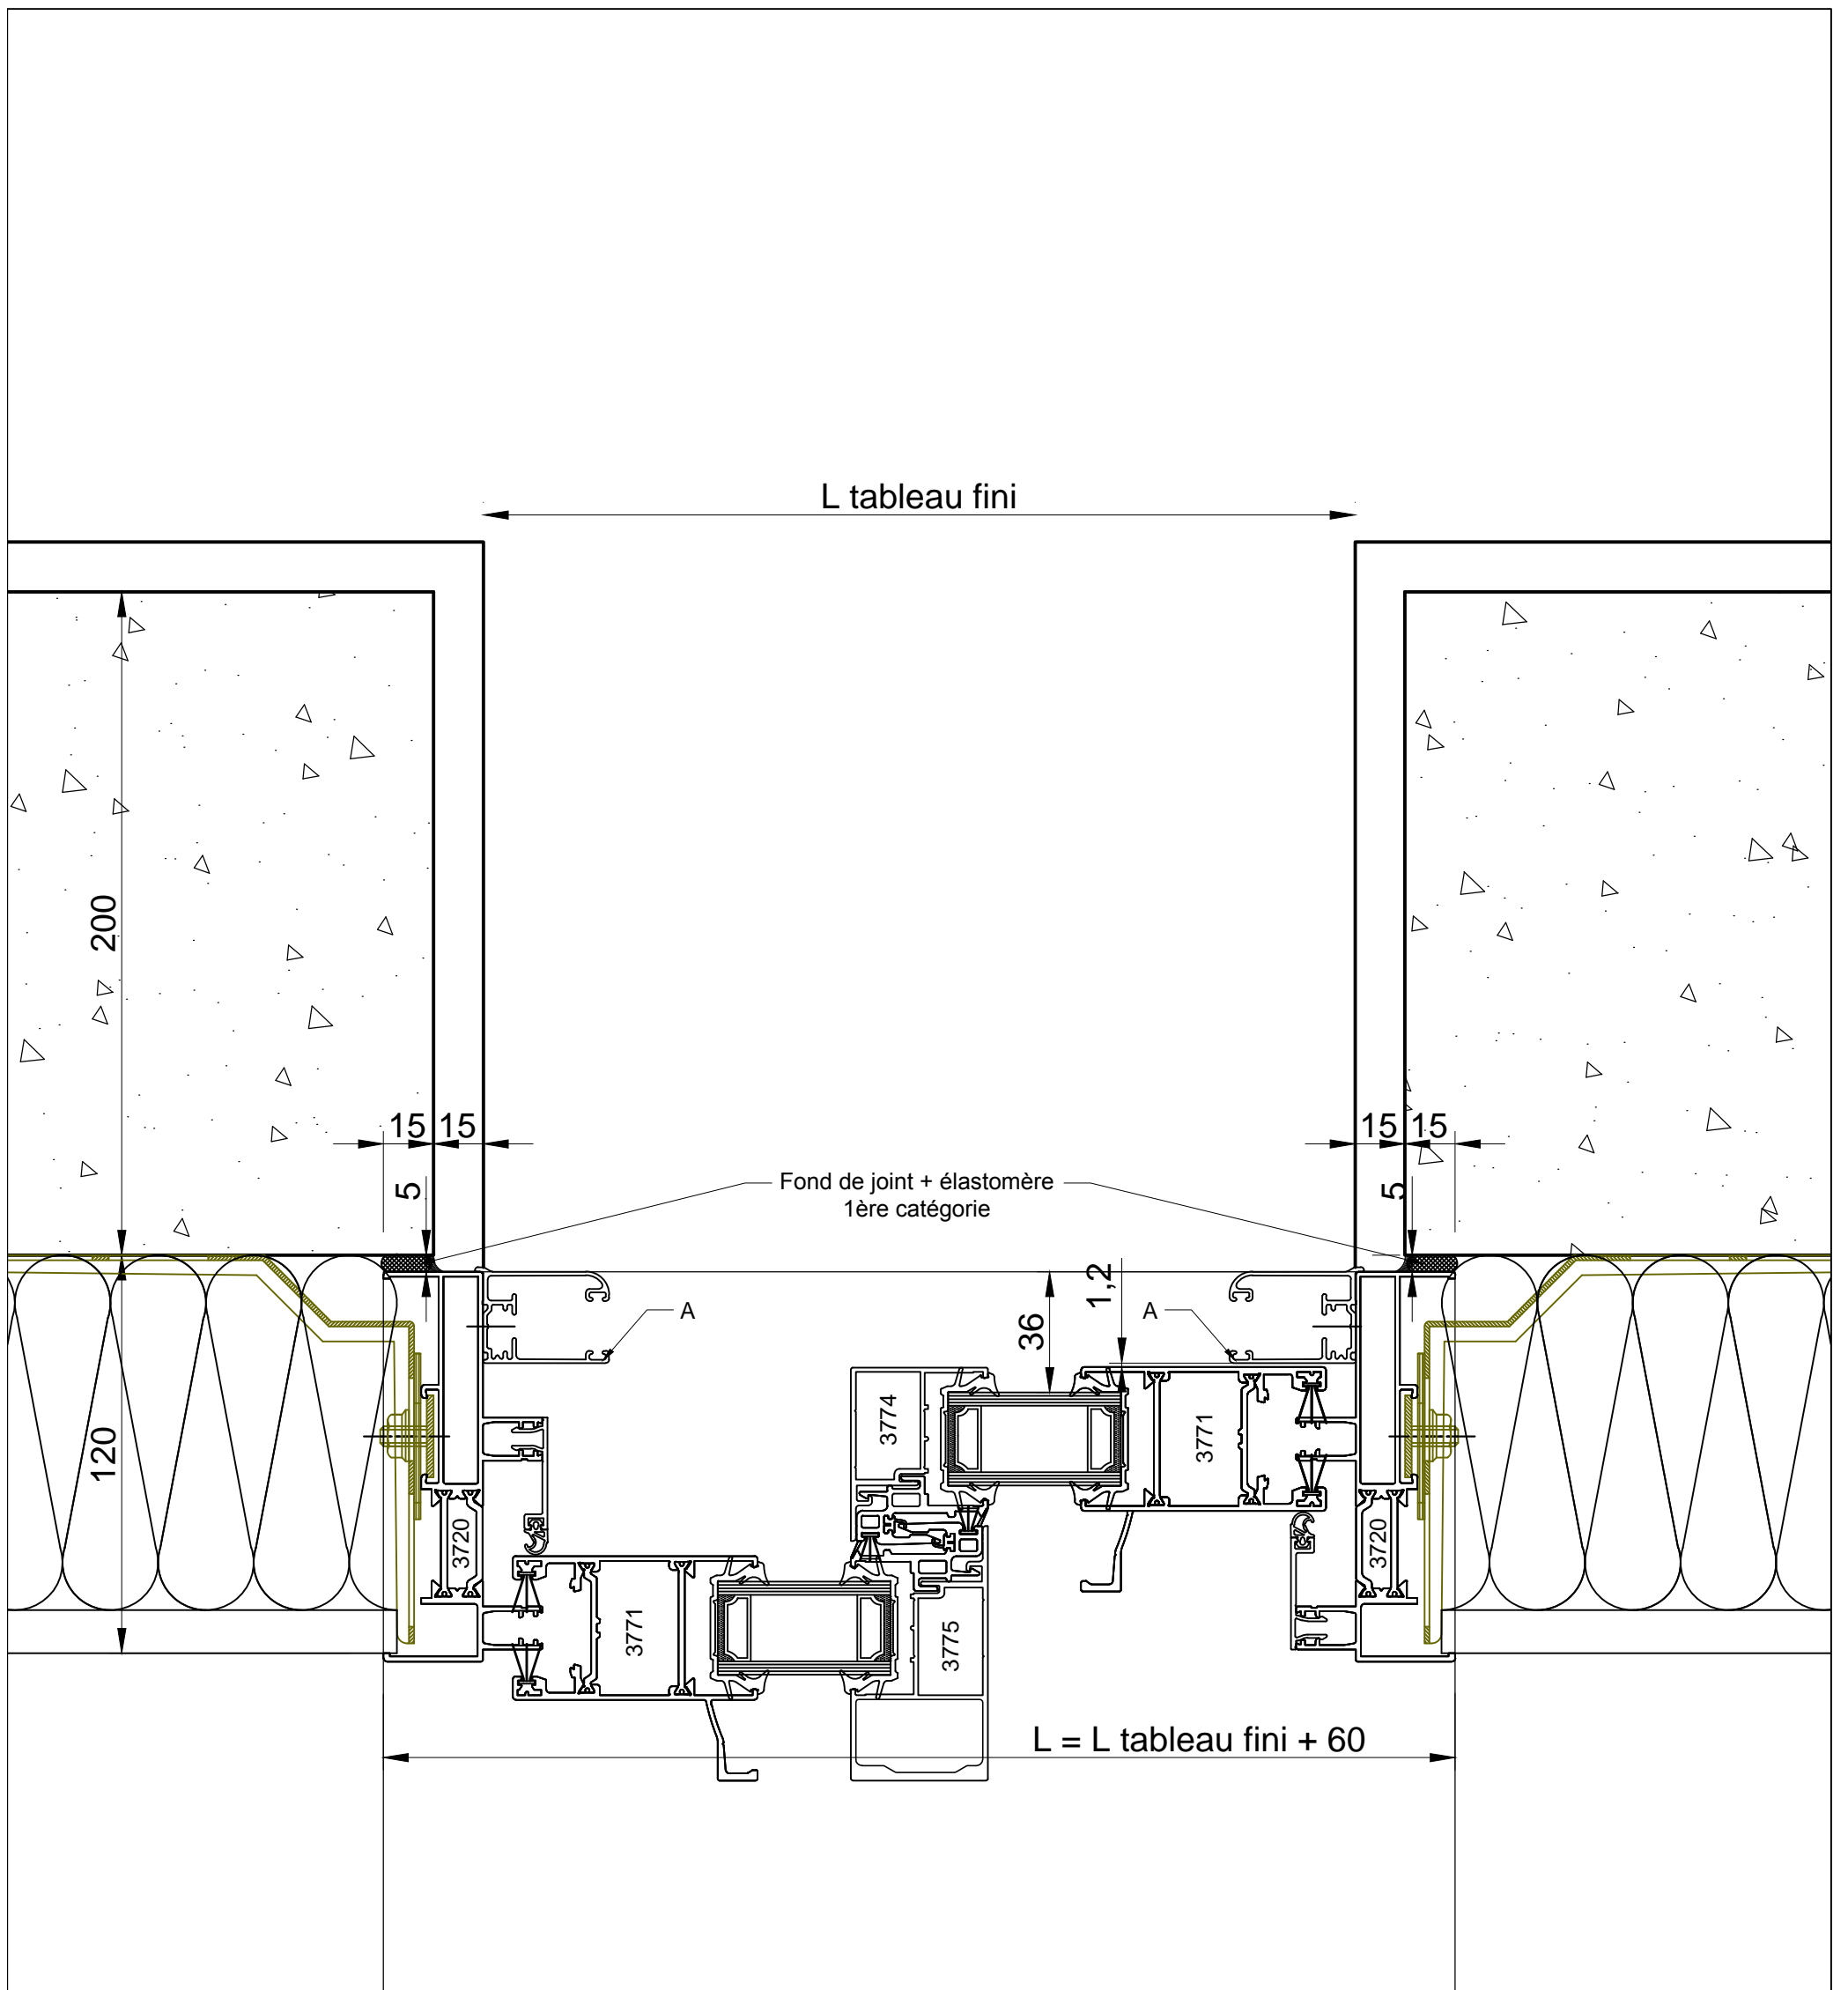 L tableau fini
200
15 15
15 15
5
Fond de joint + élastomère
1ère catégorie
5
1,2
36
A
A
120
3774
3771
3720
3720
3771
3775
L = L tableau fini + 60